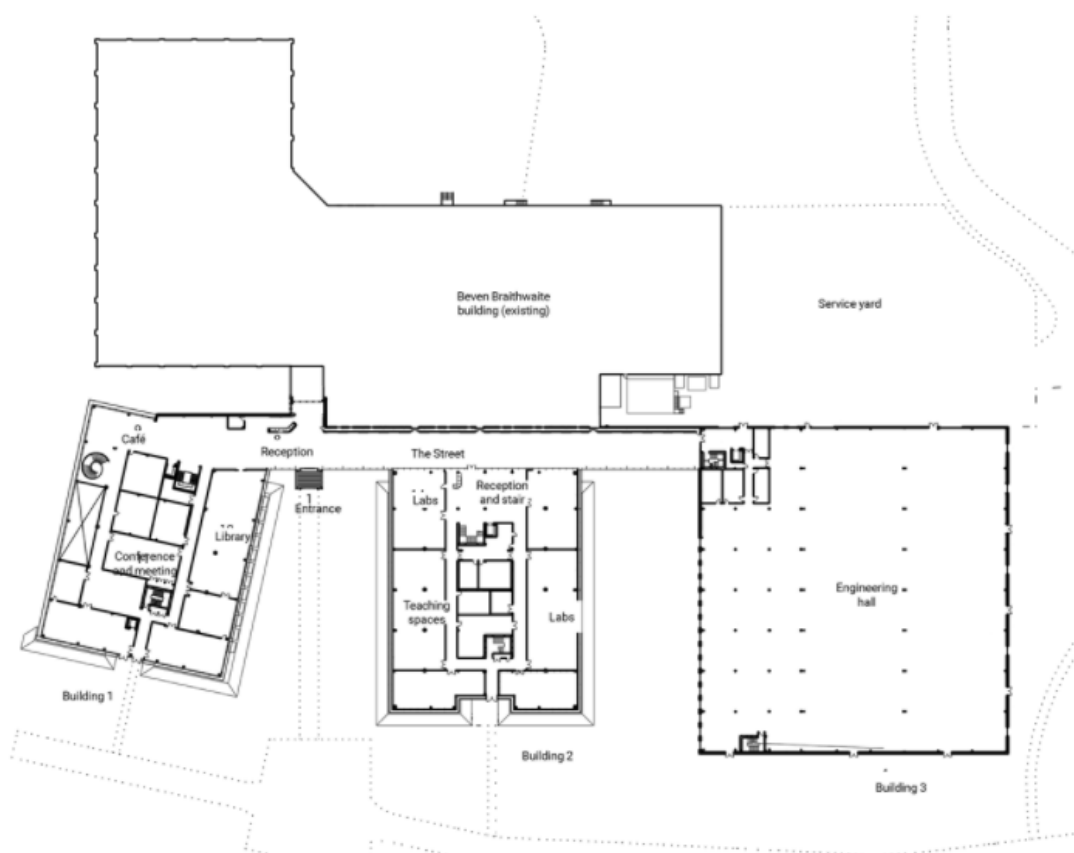 Beven Braithwaite
building (existing)
Service yard
Café
Reception
The Street
Labs
Reception
and stair
Entrance
Library
Conference
and meeting
Teaching
spaces
Labs
Engineering
hall
Building 1
Building 2
Building 3